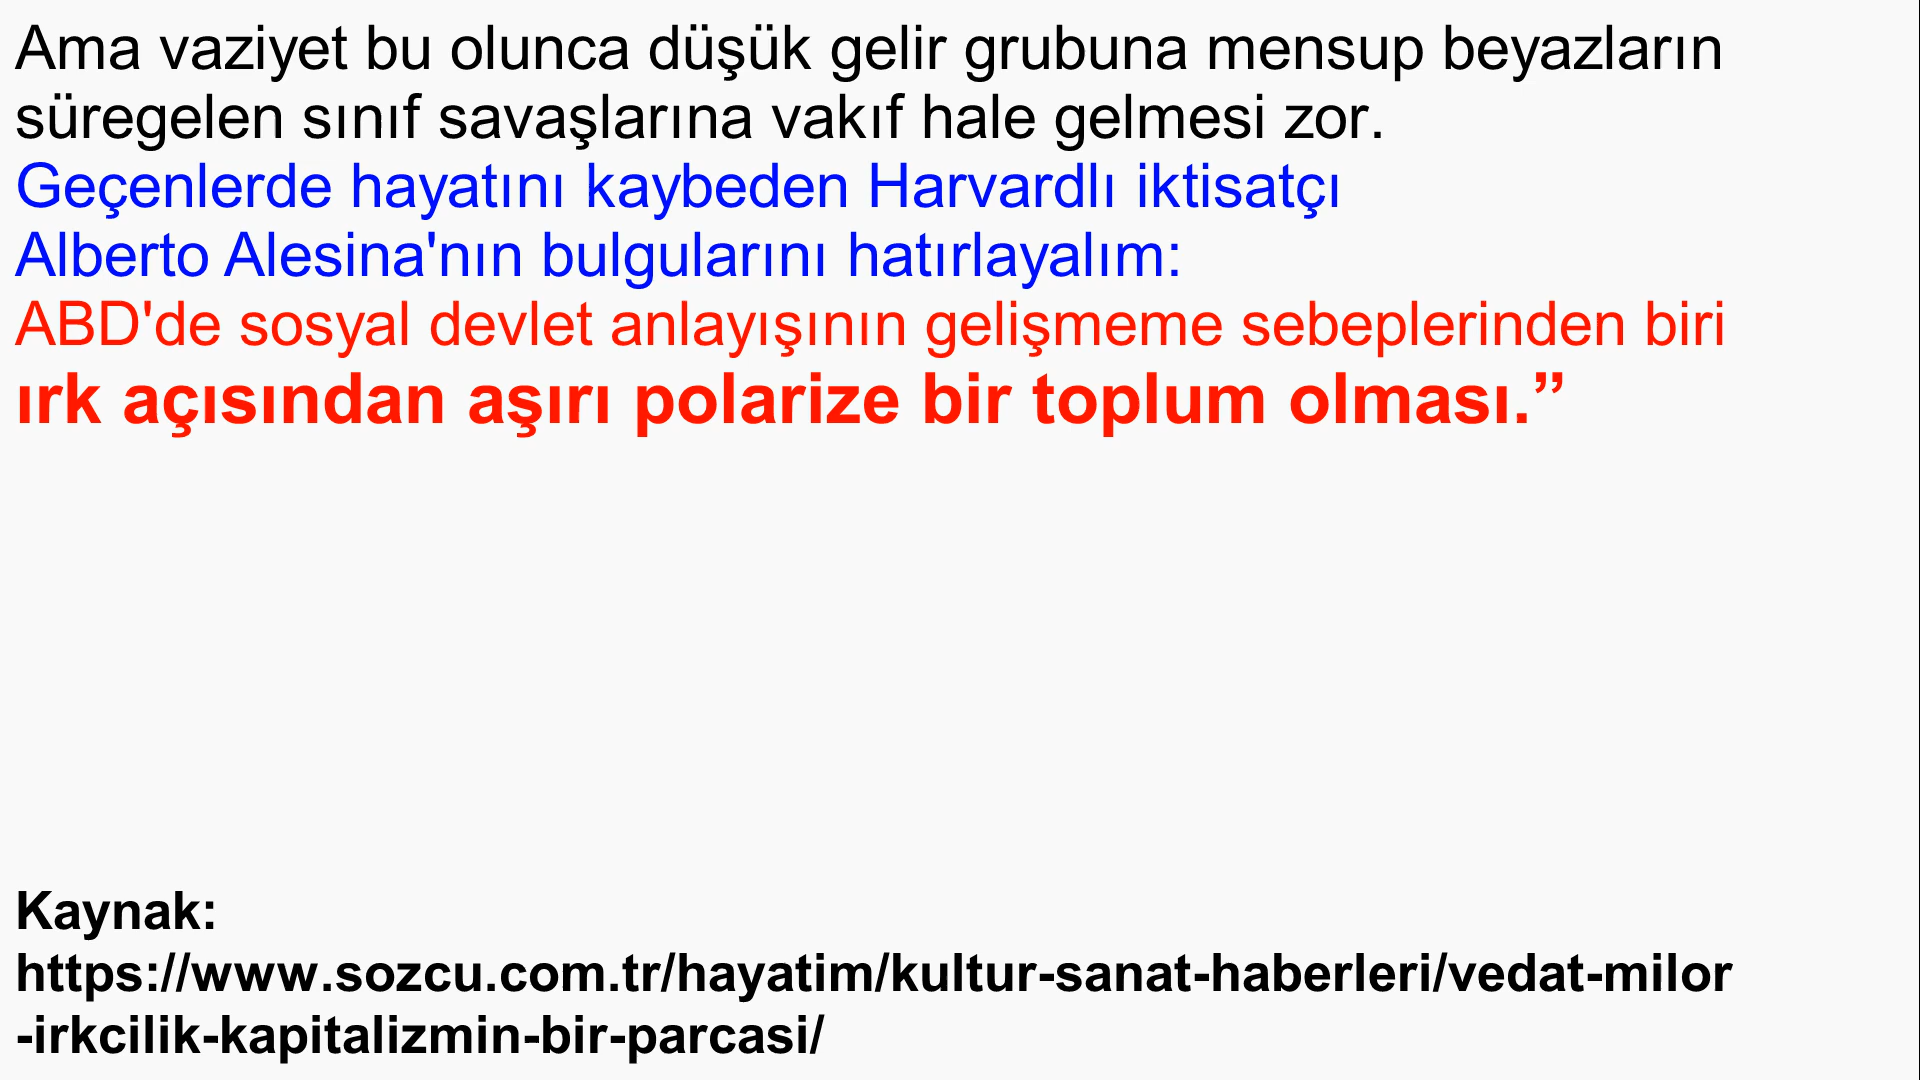 Ama vaziyet bu olunca düşük gelir grubuna mensup beyazların
süregelen sınıf savaşlarına vakıf hale gelmesi zor.
Geçenlerde hayatını kaybeden Harvardlı iktisatçı
Alberto Alesina'nın bulgularını hatırlayalım:
ABD'de sosyal devlet anlayışının gelişmeme sebeplerinden biri
ırk açısından aşırı polarize bir toplum olması.”
Kaynak:
https://www.sozcu.com.tr/hayatim/kultur-sanat-haberleri/vedat-milor
-irkcilik-kapitalizmin-bir-parcasi/